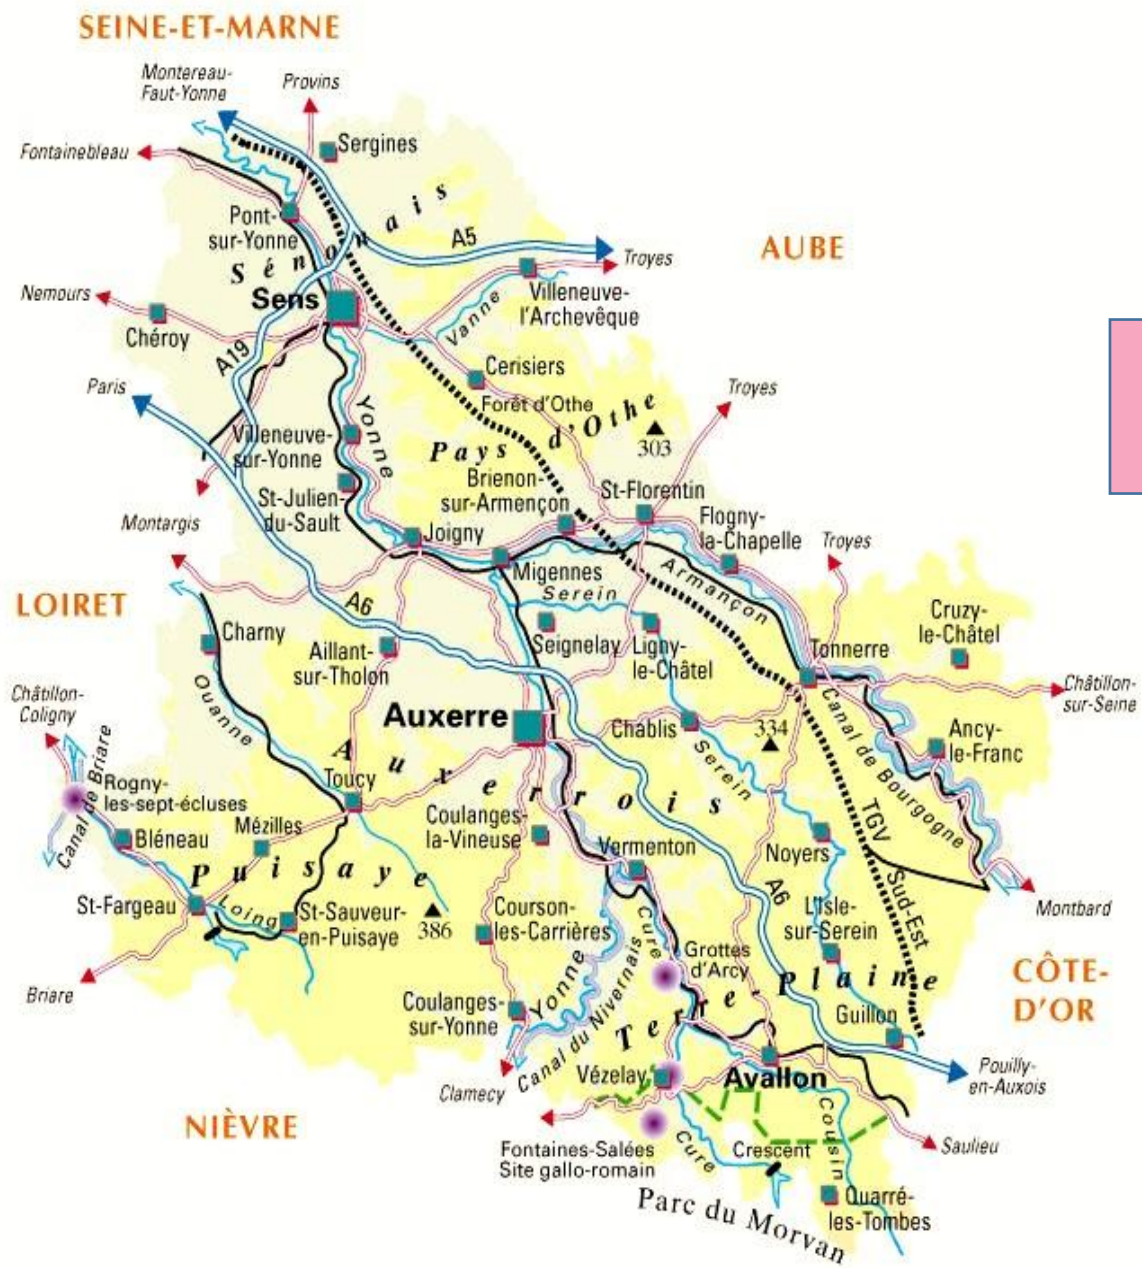 SEINE-ET-MARNE
Montereau-
Faut-Yonne
Provins
Fontainebleau
Sergines
Pont-
sur-Yonne
Sénonais
A5
Troyes
AUBE
Nemours
Sens
Villeneuve-
l'Archevêque
Chéroy
Vanne
A19
Cerisiers
Paris
Forêt d'Othe
Troyes
Yonne
Villeneuve-
sur-Yonne
Pays d'Othe
303
Brienon-
sur-Armençon
St-Florentin
St-Julien-
du-Sault
Flogny-
la-Chapelle
Montargis
Joigny
Troyes
Migennes
Armançon
Serein
LOIRET
A6
Charny
Seignelay
Ligny-
le-Châtel
Cruzy-
le-Châtel
Aillant-
sur-Tholon
Tonnerre
Châtillon-
Coligny
Ouanne
Châtillon-
sur-Seine
Auxerre
Chablis
334
Canal de Bourgogne
Ancy-
le-Franc
Auxerrois
Serein
Canal de Briare
Rogny-
les-sept-écluses
Toucy
Coulanges-
la-Vineuse
TGV Sud-Est
Bléneau
Mézilles
Vermenton
Noyers
Puisaye
A6
St-Fargeau
Loing
St-Sauveur-
en-Puisaye
386
Courson-
les-Carrières
Cure
L'Isle-
sur-Serein
Montbard
Grottes
d'Arcy
CÔTE-
D'OR
Briare
Coulanges-
sur-Yonne
Yonne
Canal du Nivernais
Terre-Plaine
Guillon
Clamecy
Vézelay
Avallon
Pouilly-
en-Auxois
NIÈVRE
Cousin
Fontaines-Salées
Site gallo-romain
Cure
Crescent
Saulieu
Quarré-
les-Tombes
Parc du Morvan